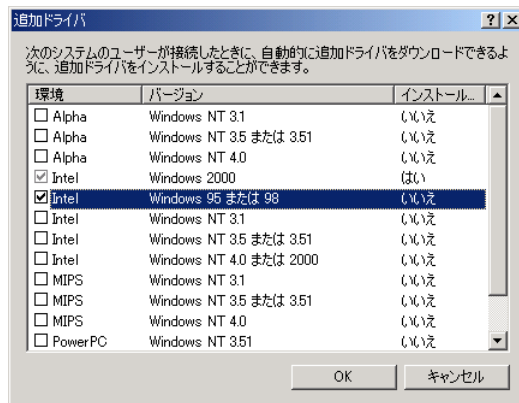 追加ドライバ
次のシステムのユーザーが接続したときに、自動的に追加ドライバをダウンロードできるよ
うに、追加ドライバをインストールすることができます。
環境 バージョン インストール...
Alpha Windows NT 3.1 いいえ
Alpha Windows NT 3.5 または 3.51 いいえ
Alpha Windows NT 4.0 いいえ
Intel Windows 2000 はい
Intel Windows 95 または 98 いいえ
Intel Windows NT 3.1 いいえ
Intel Windows NT 3.5 または 3.51 いいえ
Intel Windows NT 4.0 または 2000 いいえ
MIPS Windows NT 3.1 いいえ
MIPS Windows NT 3.5 または 3.51 いいえ
MIPS Windows NT 4.0 いいえ
PowerPC Windows NT 3.51 いいえ
OK キャンセル